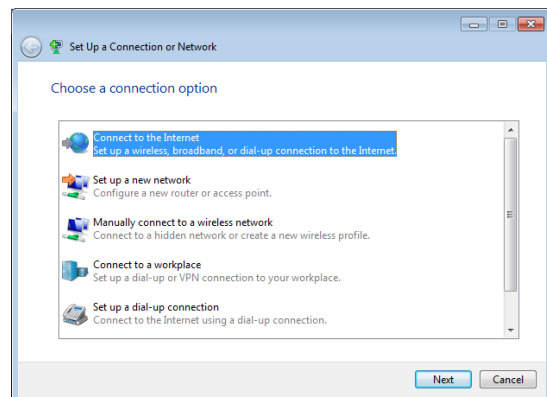 Set Up a Connection or Network
Choose a connection option
Connect to the Internet
Set up a wireless, broadband, or dial-up connection to the Internet.
Set up a new network
Configure a new router or access point.
Manually connect to a wireless network
Connect to a hidden network or create a new wireless profile.
Connect to a workplace
Set up a dial-up or VPN connection to your workplace.
Set up a dial-up connection
Connect to the Internet using a dial-up connection.
Next Cancel